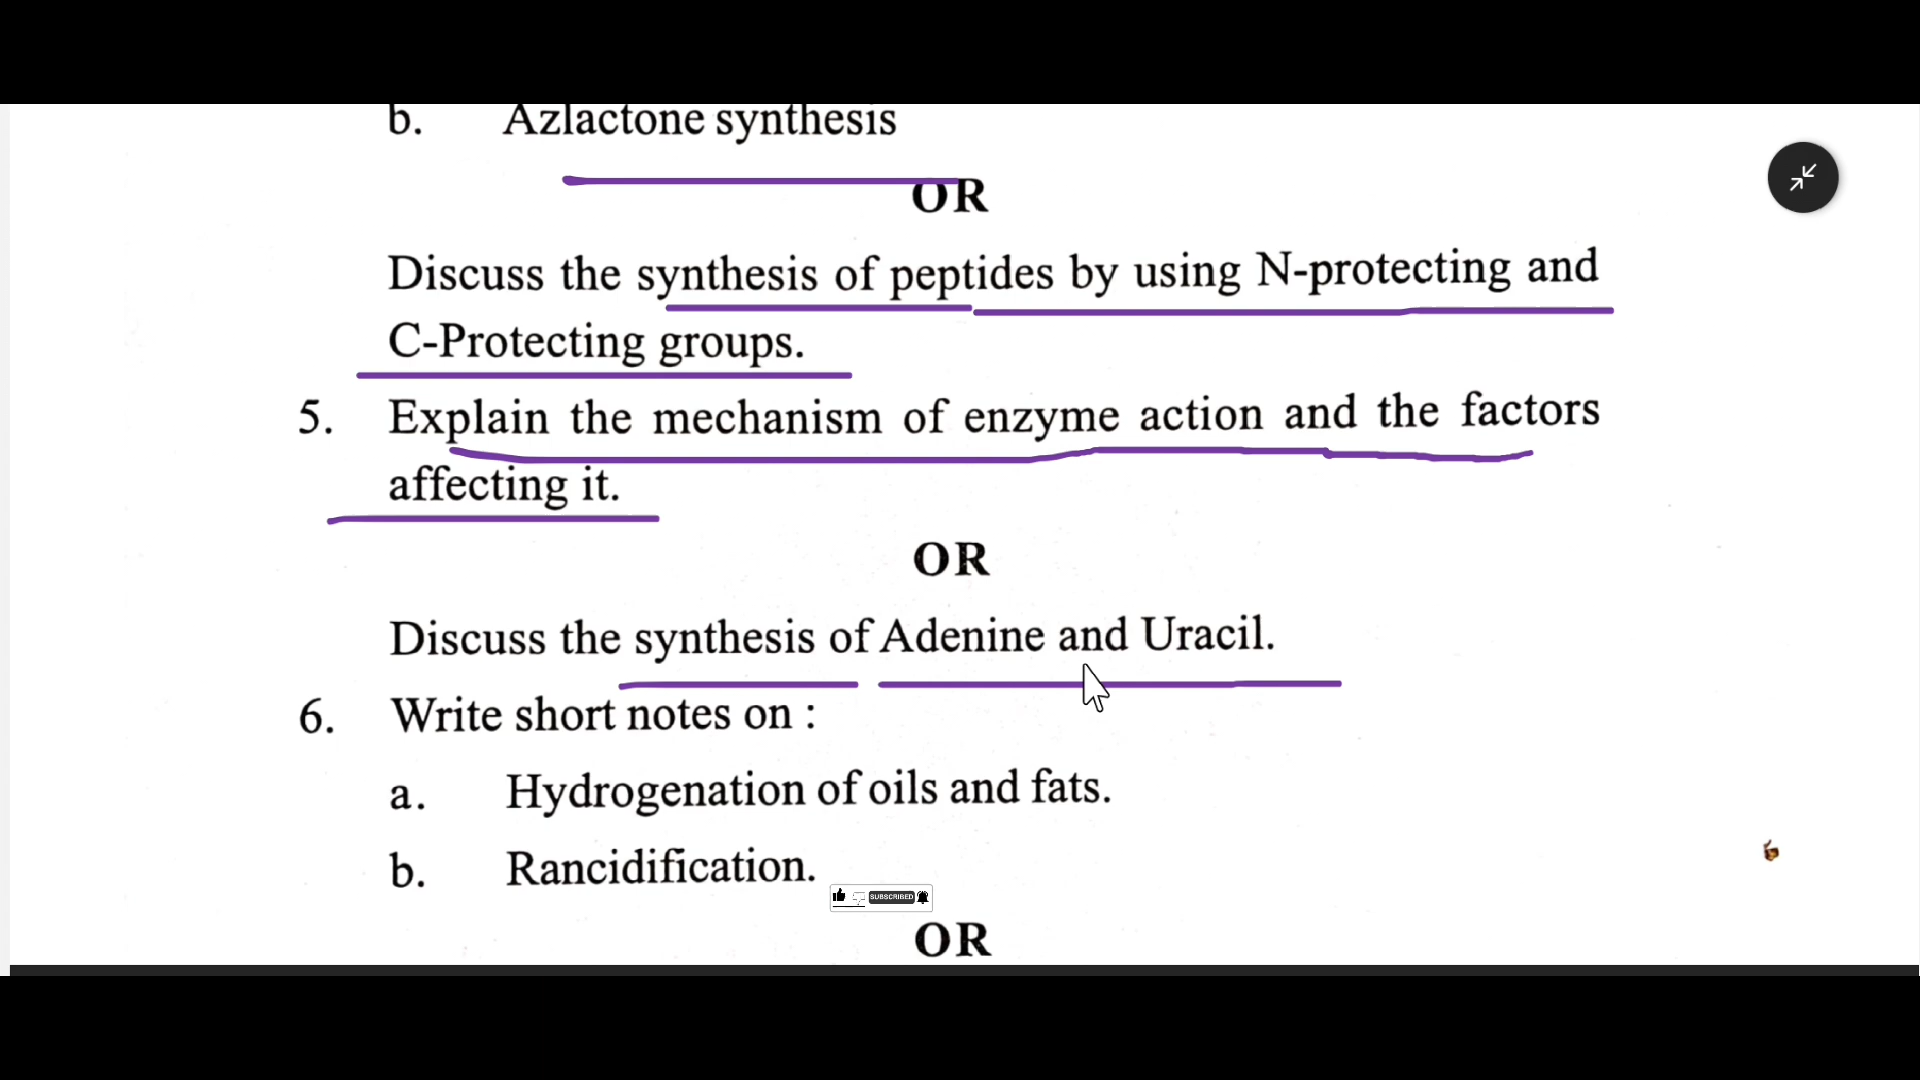 b. Azlactone synthesis
OR
Discuss the synthesis of peptides by using N-protecting and
C-Protecting groups.
5. Explain the mechanism of enzyme action and the factors
affecting it.
OR
Discuss the synthesis of Adenine and Uracil.
6. Write short notes on :
a. Hydrogenation of oils and fats.
b. Rancidification.
SUBSCRIBED
OR